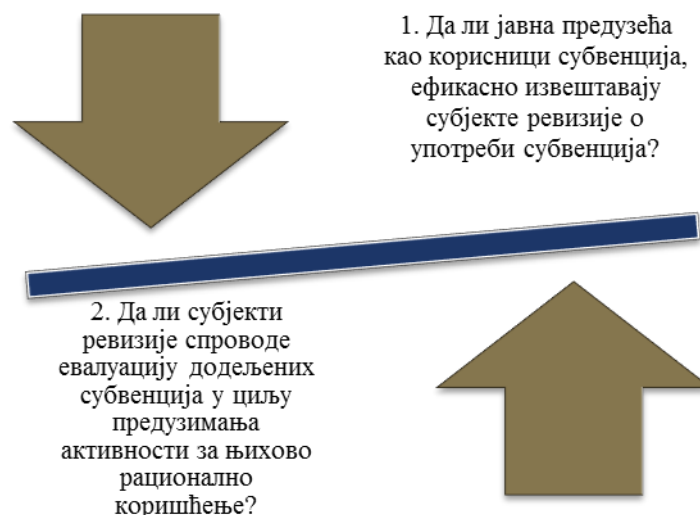 1. Да ли јавна предузећа
као корисници субвенција,
ефикасно извештавају
субјекте ревизије о
употреби субвенција?
2. Да ли субјекти
ревизије спроводе
евалуацију додељених
субвенција у циљу
предузимања
активности за њихово
рационално
коришћење?